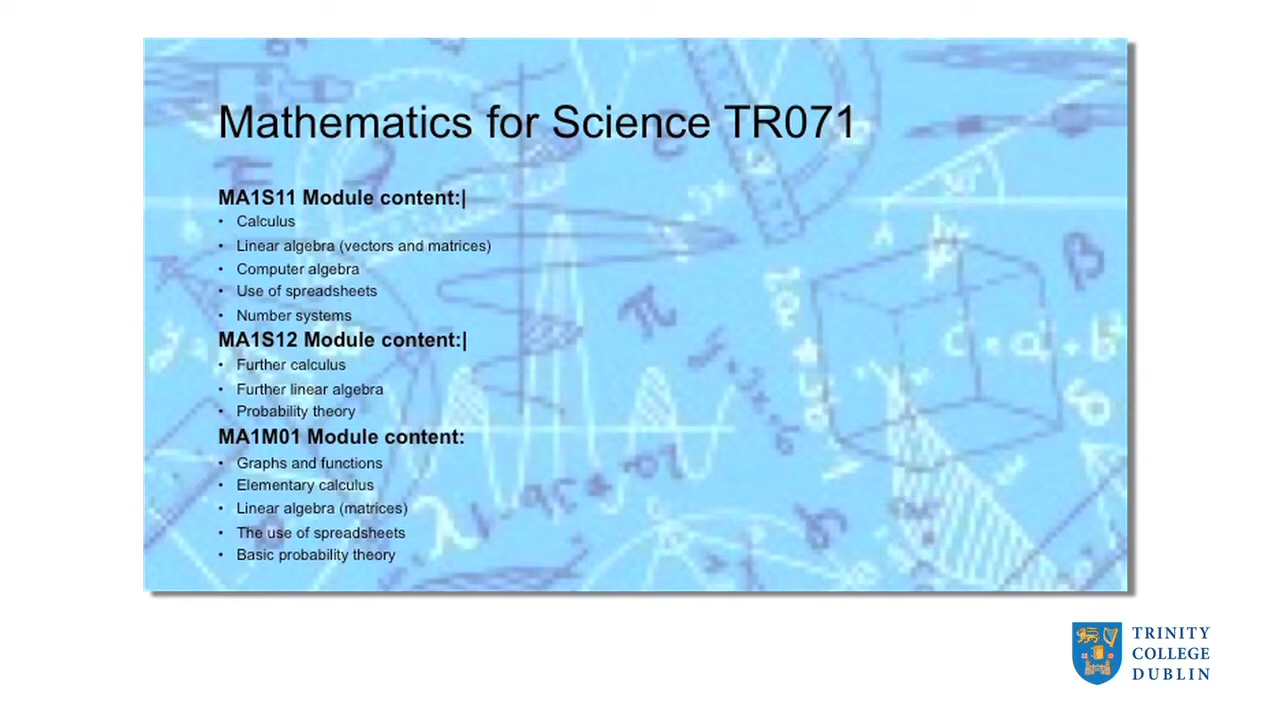 Mathematics for Science TR071
MA1S11 Module content:|
• Calculus
• Linear algebra (vectors and matrices)
• Computer algebra
• Use of spreadsheets
• Number systems
MA1S12 Module content:|
• Further calculus
• Further linear algebra
• Probability theory
MA1M01 Module content:
• Graphs and functions
• Elementary calculus
• Linear algebra (matrices)
• The use of spreadsheets
• Basic probability theory
TRINITY
COLLEGE
DUBLIN